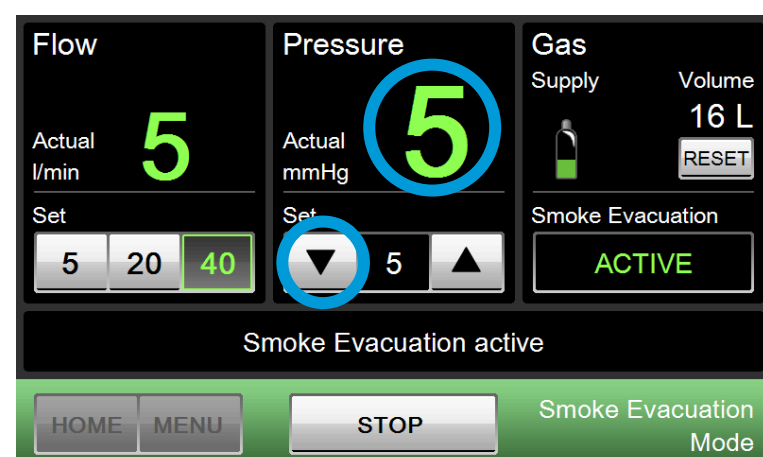 Flow
Actual
l/min
5
Set
5 20 40
Pressure
Actual
mmHg
5
Set
5
Gas
Supply
Volume
16 L
RESET
Smoke Evacuation
ACTIVE
Smoke Evacuation active
HOME MENU
STOP
Smoke Evacuation
Mode